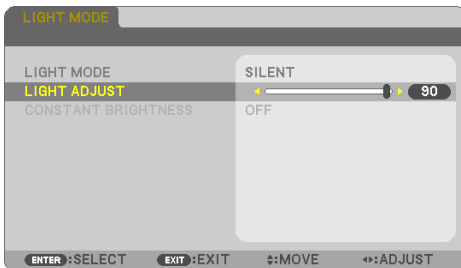 LIGHT MODE
LIGHT MODE SILENT
LIGHT ADJUST 90
CONSTANT BRIGHTNESS OFF
ENTER :SELECT EXIT :EXIT :MOVE :ADJUST